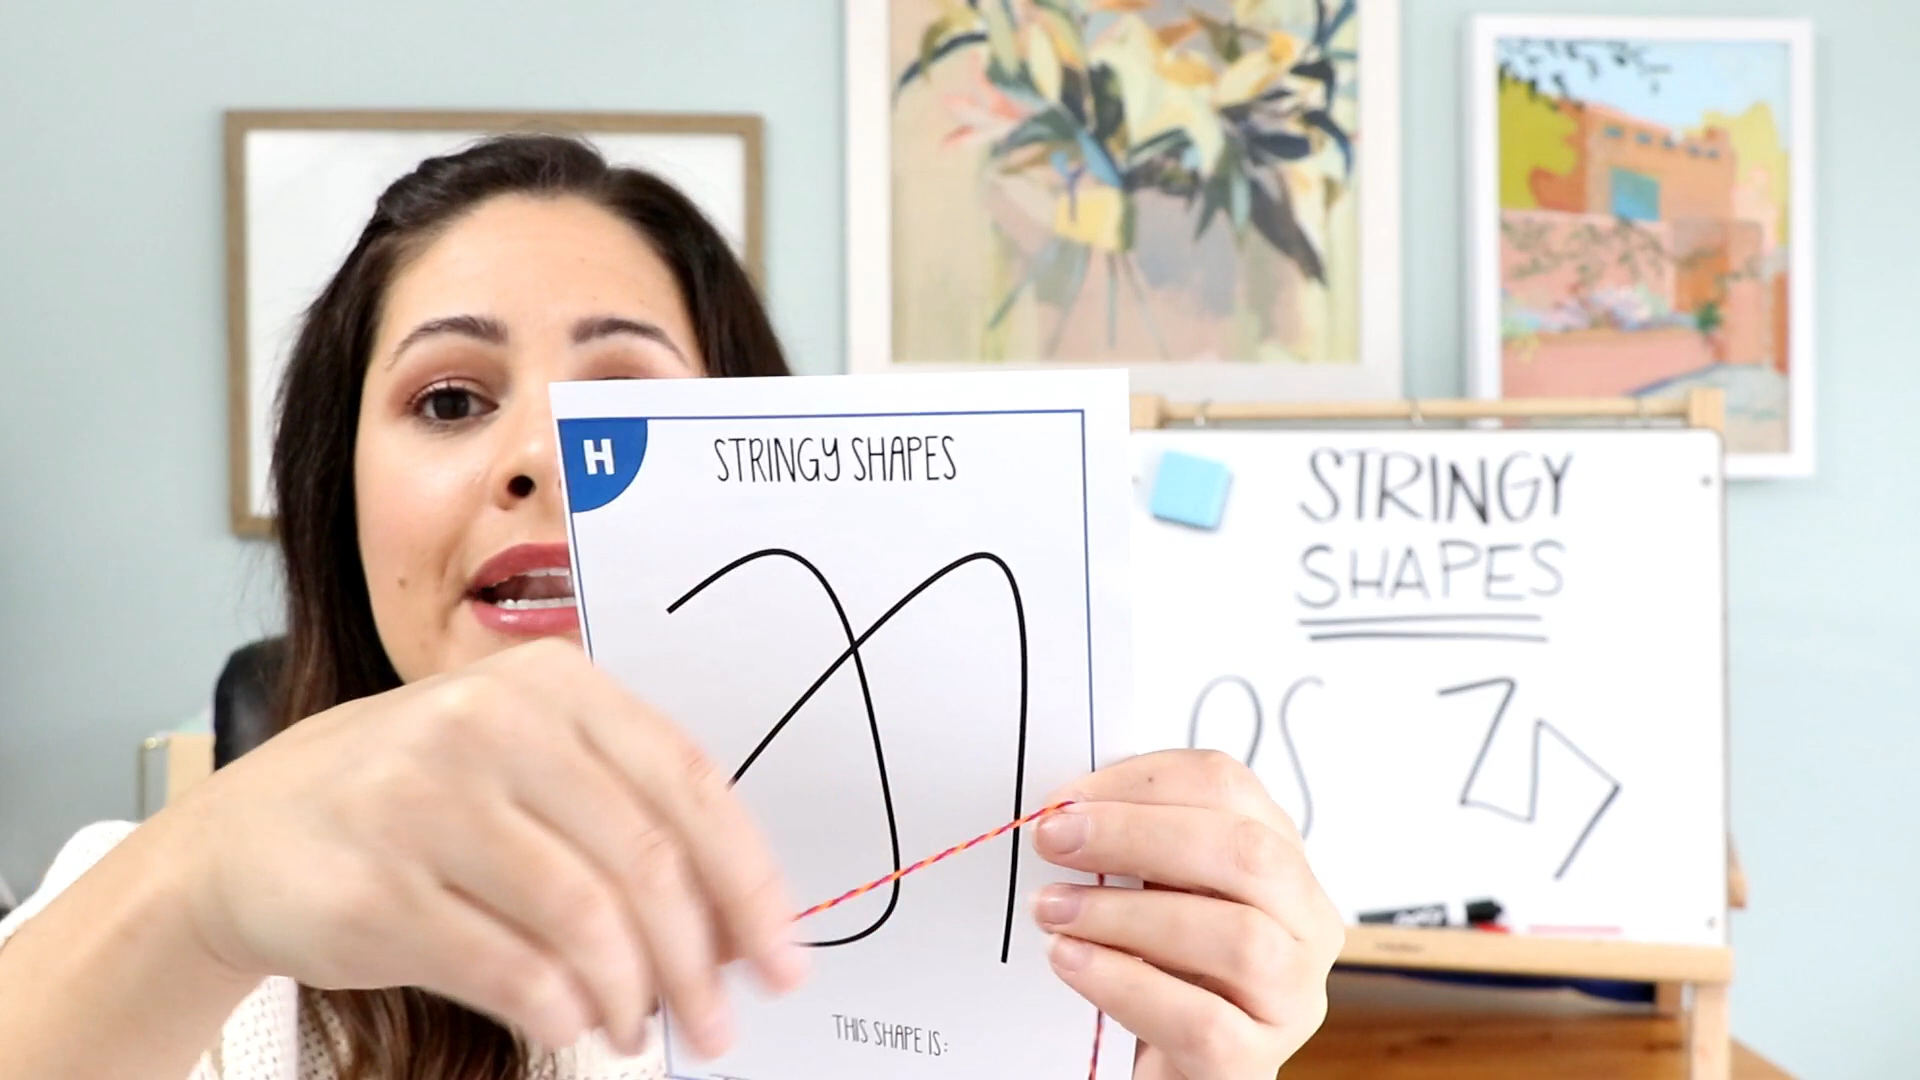 H
STRINGY SHAPES
THIS SHAPE IS:
STRINGY
SHAPES